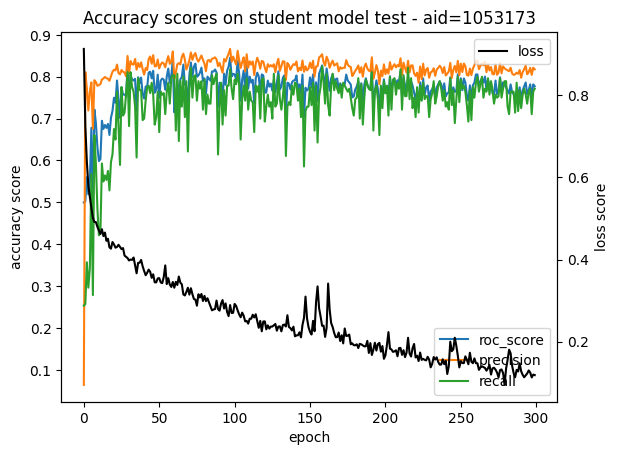 Accuracy scores on student model test - aid=1053173
accuracy score
0.9
0.8
0.7
0.6
0.5
0.4
0.3
0.2
0.1
0
50
100
150
200
250
300
epoch
0.8
0.6
0.4
0.2
loss score
loss
roc_score
precision
recall